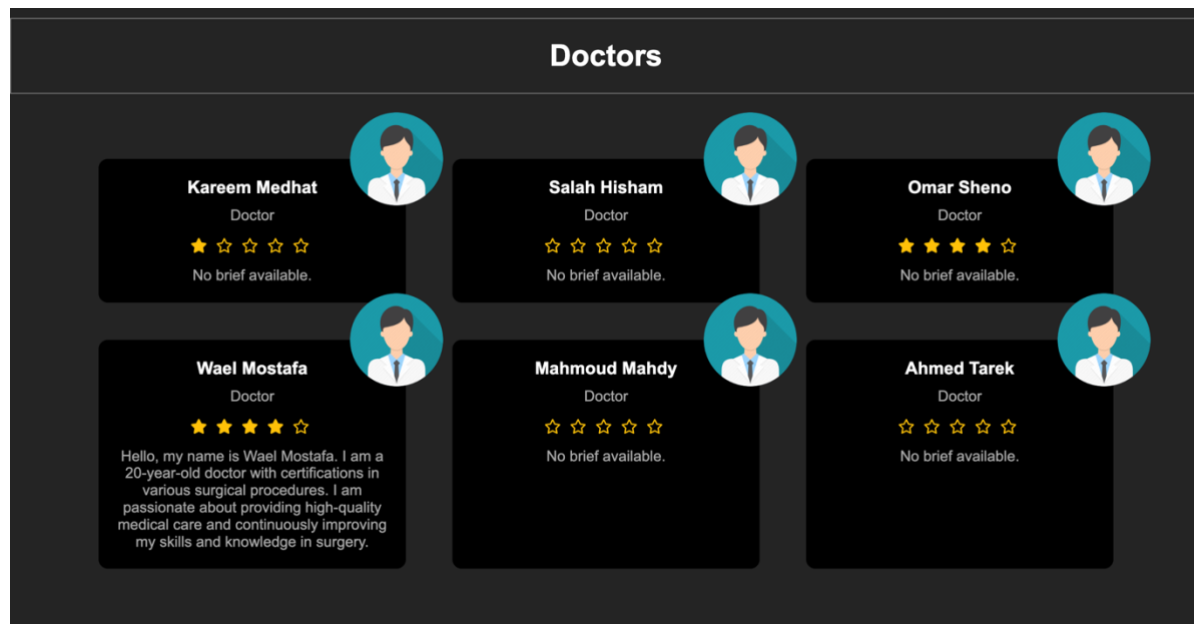 Doctors
Kareem Medhat
Doctor
No brief available.
Salah Hisham
Doctor
No brief available.
Omar Sheno
Doctor
No brief available.
Wael Mostafa
Doctor
Hello, my name is Wael Mostafa. I am a
20-year-old doctor with certifications in
various surgical procedures. I am
passionate about providing high-quality
medical care and continuously improving
my skills and knowledge in surgery.
Mahmoud Mahdy
Doctor
No brief available.
Ahmed Tarek
Doctor
No brief available.